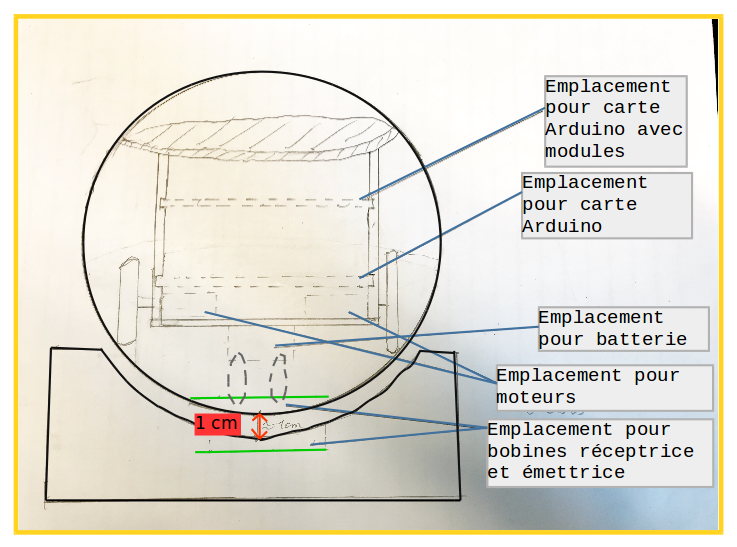 Emplacement
pour carte
Arduino avec
modules
Emplacement
pour carte
Arduino
Emplacement
pour batterie
Emplacement pour
moteurs
Emplacement pour
bobines réceptrice
et émettrice
1 cm
≈ 1cm